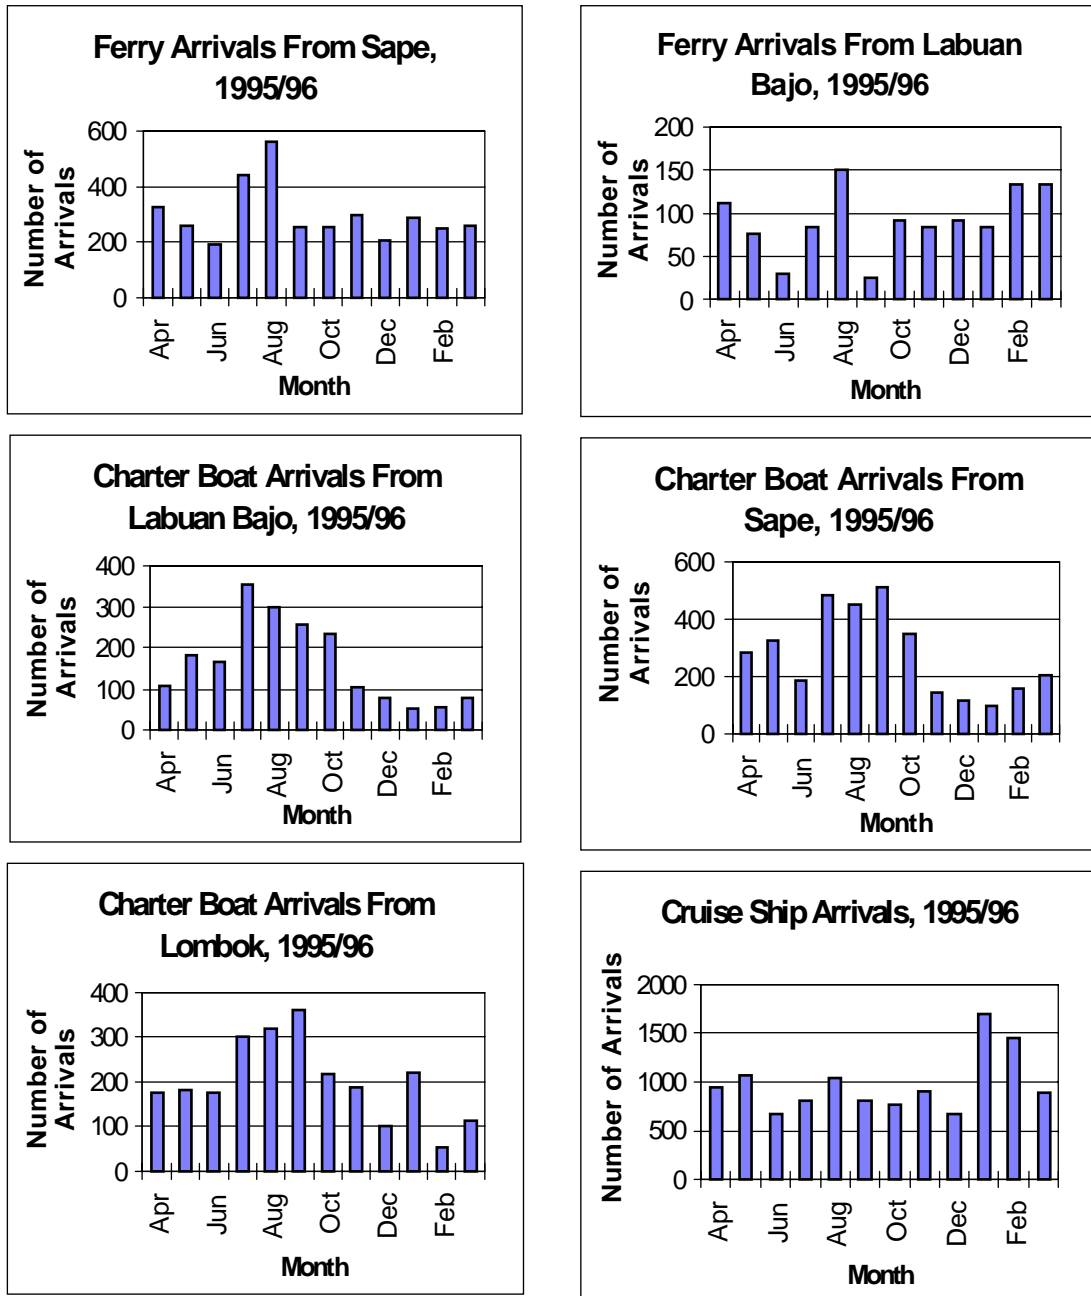 Ferry Arrivals From Sape,
1995/96
Number of
Arrivals
600
400
200
0
Apr
Jun
Aug
Oct
Dec
Feb
Month
Ferry Arrivals From Labuan
Bajo, 1995/96
Number of
Arrivals
200
150
100
50
0
Apr
Jun
Aug
Oct
Dec
Feb
Month
Charter Boat Arrivals From
Labuan Bajo, 1995/96
Number of
Arrivals
400
300
200
100
0
Apr
Jun
Aug
Oct
Dec
Feb
Month
Charter Boat Arrivals From
Sape, 1995/96
Number of
Arrivals
600
400
200
0
Apr
Jun
Aug
Oct
Dec
Feb
Month
Charter Boat Arrivals From
Lombok, 1995/96
Number of
Arrivals
400
300
200
100
0
Apr
Jun
Aug
Oct
Dec
Feb
Month
Cruise Ship Arrivals, 1995/96
Number of Arrivals
2000
1500
1000
500
0
Apr
Jun
Aug
Oct
Dec
Feb
Month